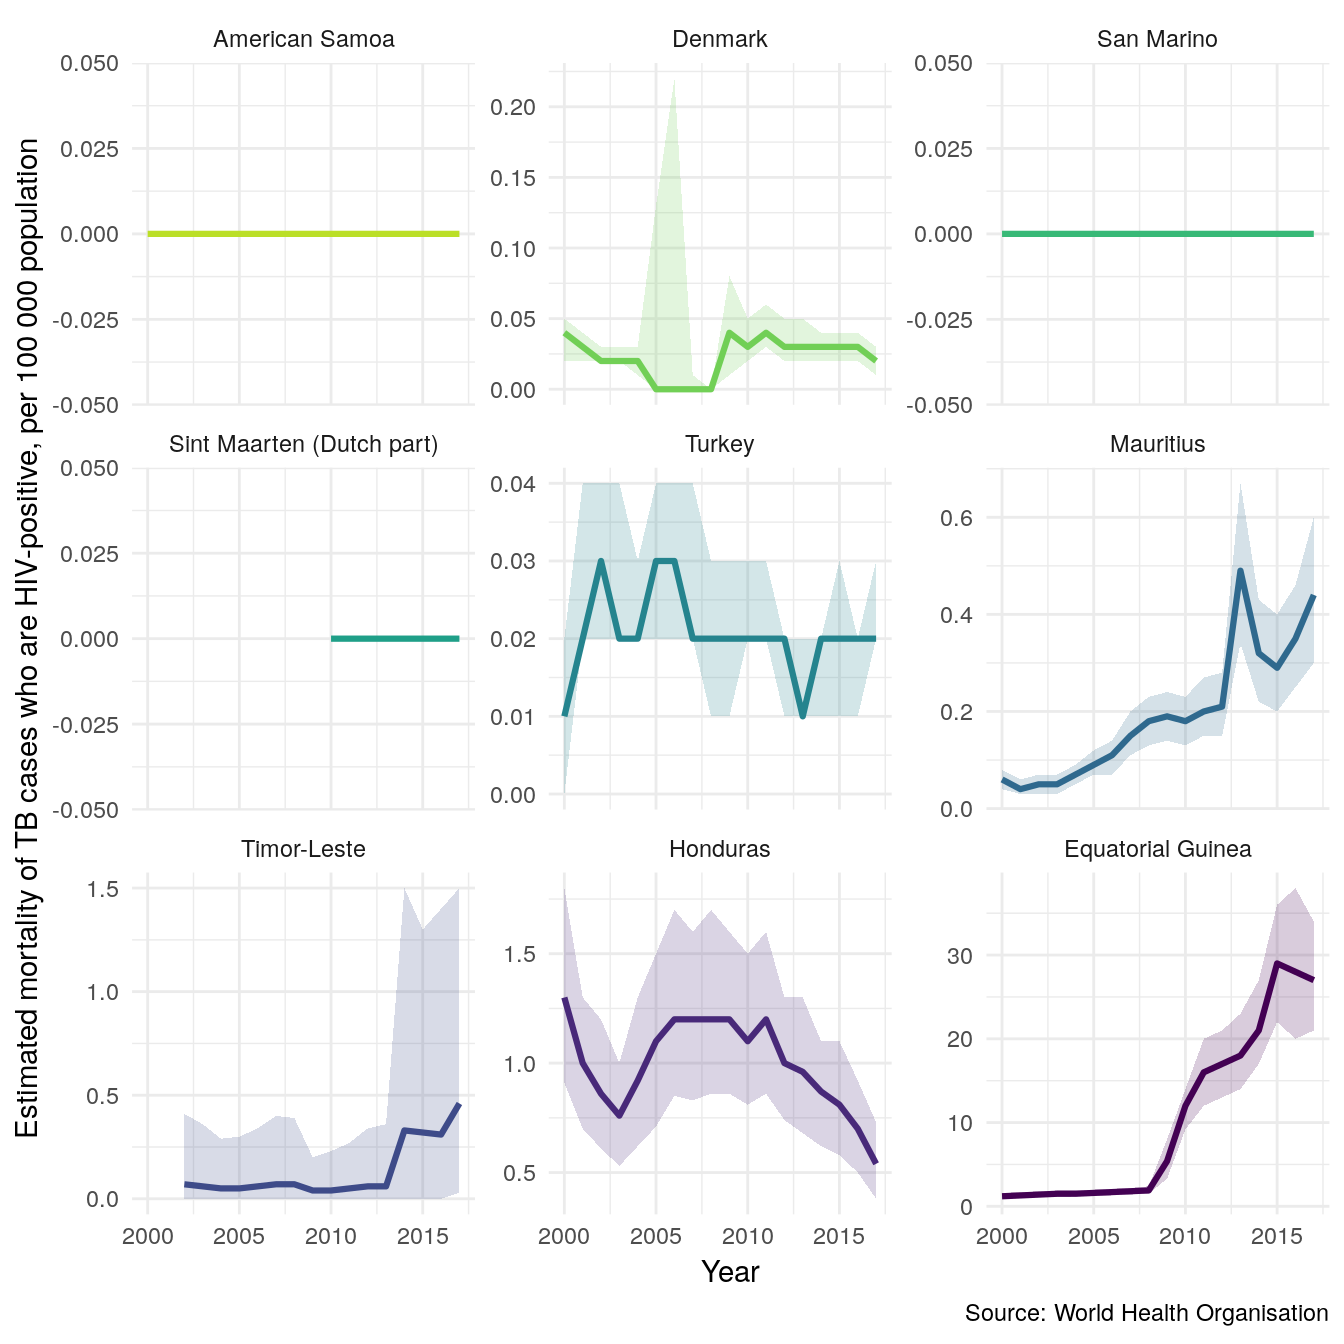 Estimated mortality of TB cases who are HIV-positive, per 100 000 population
American Samoa
0.050
0.025
0.000
-0.025
-0.050
Denmark
0.20
0.15
0.10
0.05
0.00
San Marino
0.050
0.025
0.000
-0.025
-0.050
Sint Maarten (Dutch part)
0.050
0.025
0.000
-0.025
-0.050
Turkey
0.04
0.03
0.02
0.01
0.00
Mauritius
0.6
0.4
0.2
0.0
Timor-Leste
1.5
1.0
0.5
0.0
2000 2005 2010 2015
Honduras
1.5
1.0
0.5
2000 2005 2010 2015
Equatorial Guinea
30
20
10
0
2000 2005 2010 2015
Year
Source: World Health Organisation